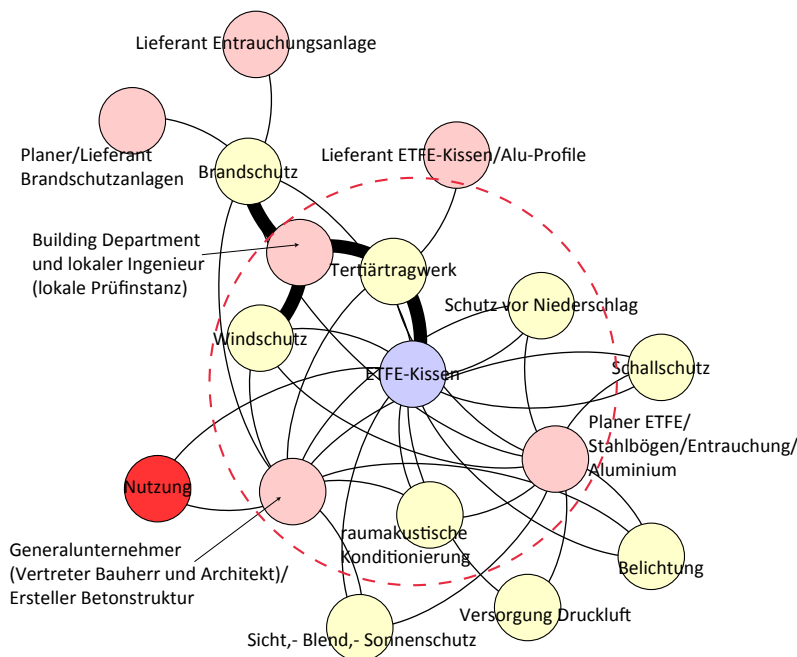 Lieferant Entrauchungsanlage
Planer/Lieferant
Brandschutzanlagen
Brandschutz
Lieferant ETFE-Kissen/Alu-Profile
Building Department
und lokaler Ingenieur
(lokale Prüfinstanz)
Tertiärtragwerk
Schutz vor Niederschlag
Windschutz
ETFE-Kissen
Schallschutz
Planer ETFE/
Stahlbögen/Entrauchung/
Aluminium
Nutzung
Generalunternehmer
(Vertreter Bauherr und Architekt)/
Ersteller Betonstruktur
raumakustische
Konditionierung
Belichtung
Versorgung Druckluft
Sicht,- Blend,- Sonnenschutz